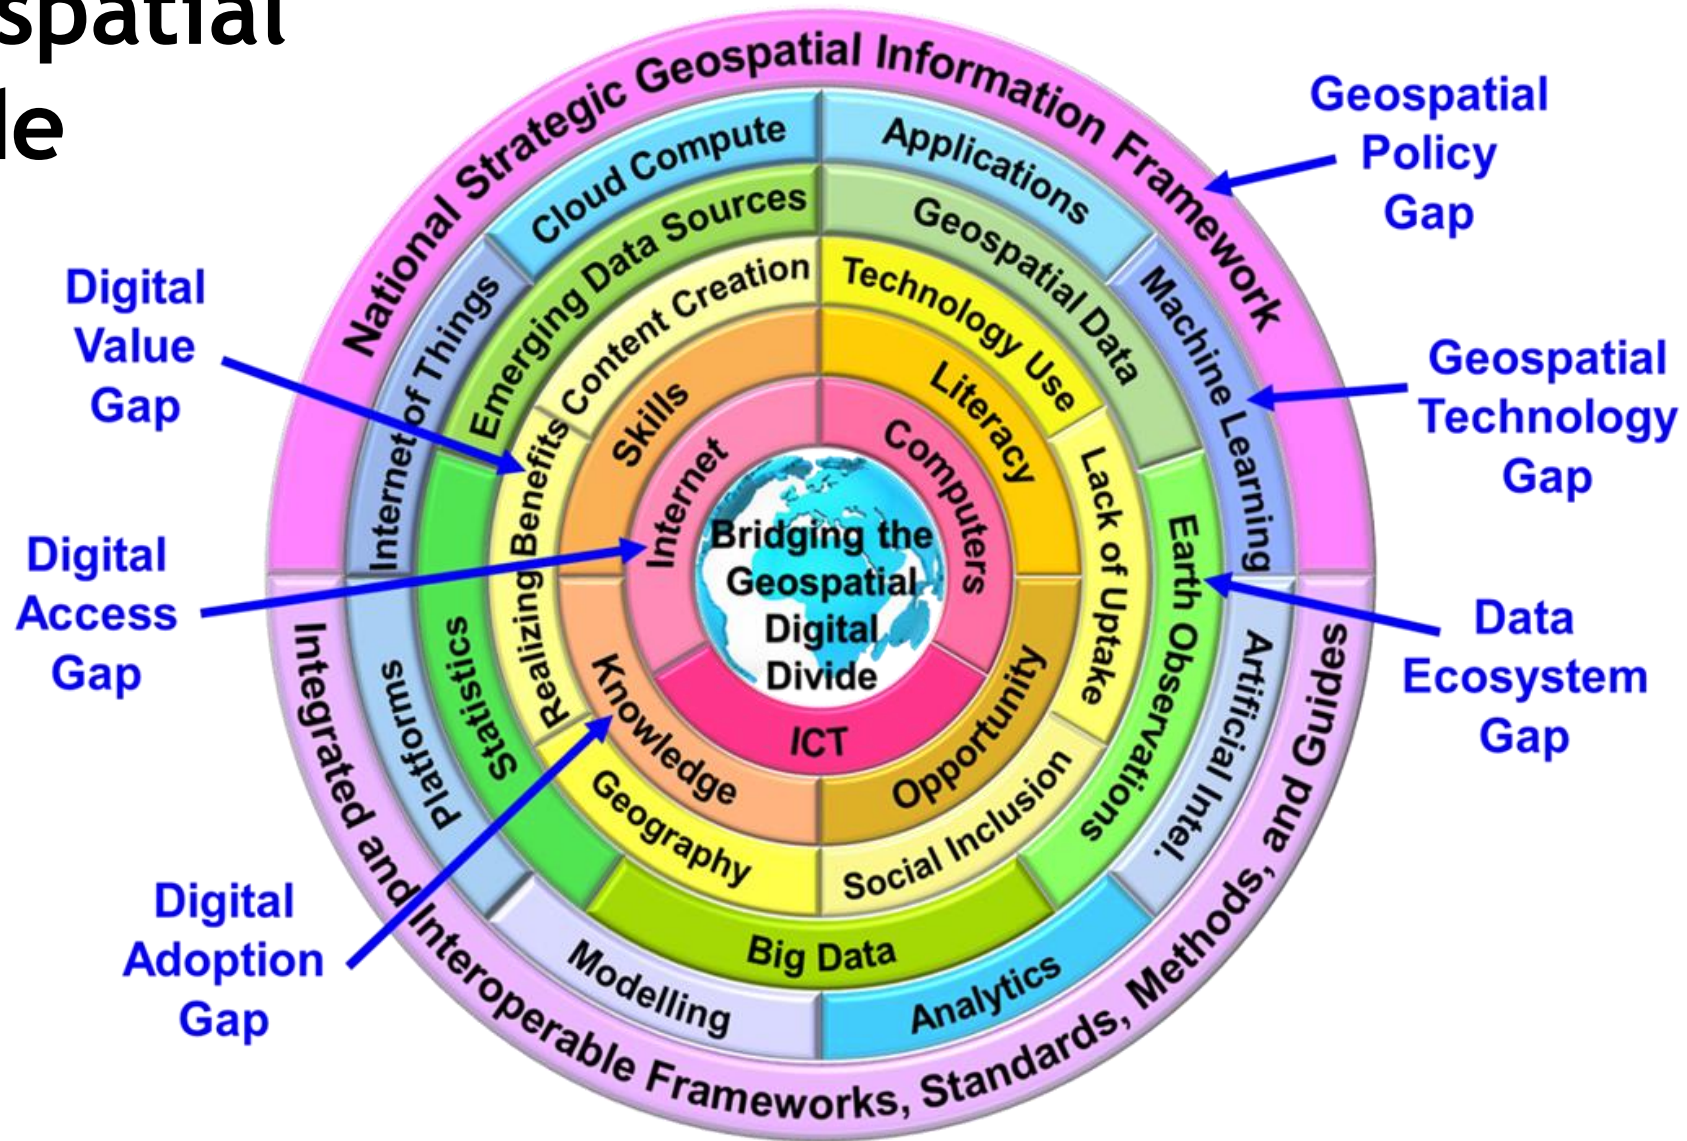 spatial
le
National Strategic Geospatial Information Framework
Integrated and Interoperable Frameworks, Standards, Methods, and Guides
Cloud Compute
Applications
Machine Learning
Artificial Intel.
Analytics
Modelling
Platforms
Internet of Things
Emerging Data Sources
Geospatial Data
Earth Observations
Big Data
Statistics
Content Creation
Technology Use
Lack of Uptake
Social Inclusion
Geography
Realizing Benefits
Skills
Literacy
Opportunity
Knowledge
Internet
Computers
ICT
Bridging the
Geospatial
Digital
Divide
Geospatial
Policy
Gap
Geospatial
Technology
Gap
Data
Ecosystem
Gap
Digital
Value
Gap
Digital
Access
Gap
Digital
Adoption
Gap